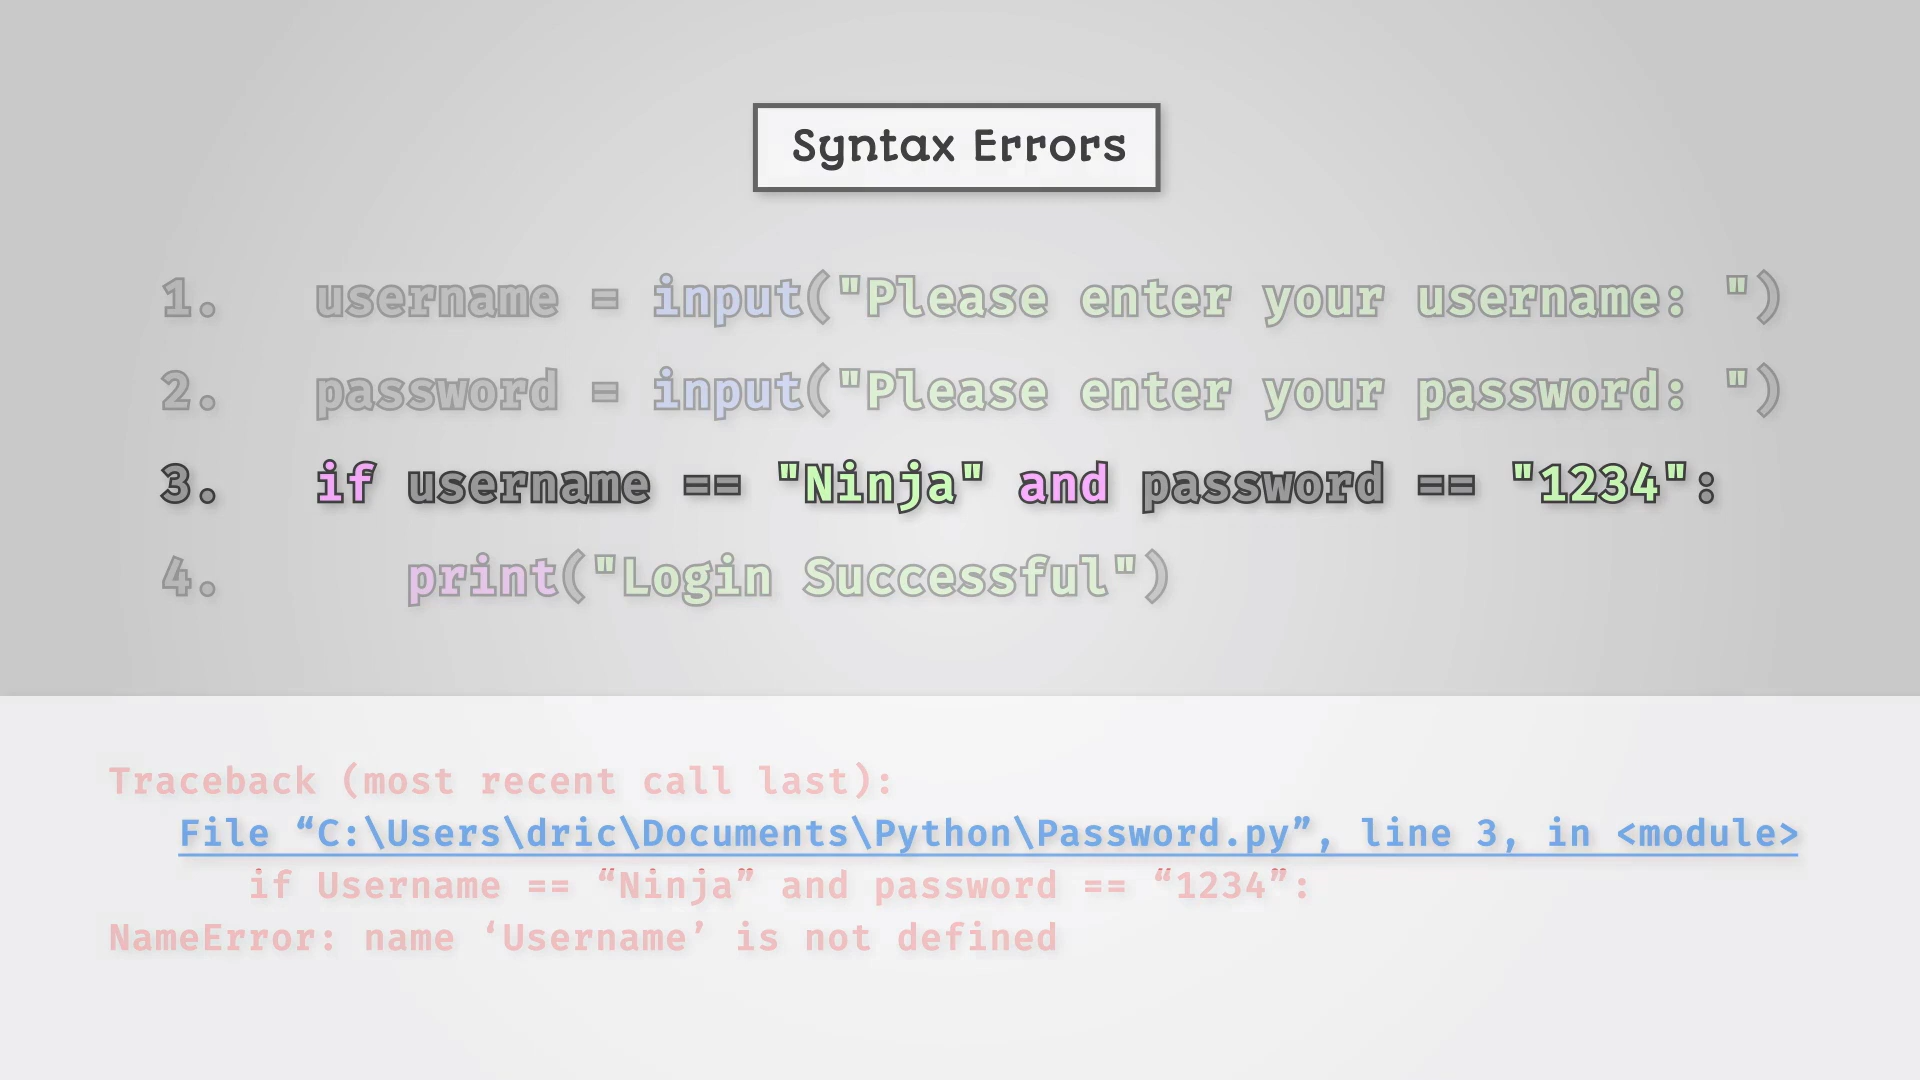 Syntax Errors
1. username = input("Please enter your username: ")
2. password = input("Please enter your password: ")
3. if username == "Ninja" and password == "1234":
4. print("Login Successful")
Traceback (most recent call last):
File “C:\Users\dric\Documents\Python\Password.py”, line 3, in <module>
if Username == “Ninja” and password == “1234”:
NameError: name ‘Username’ is not defined